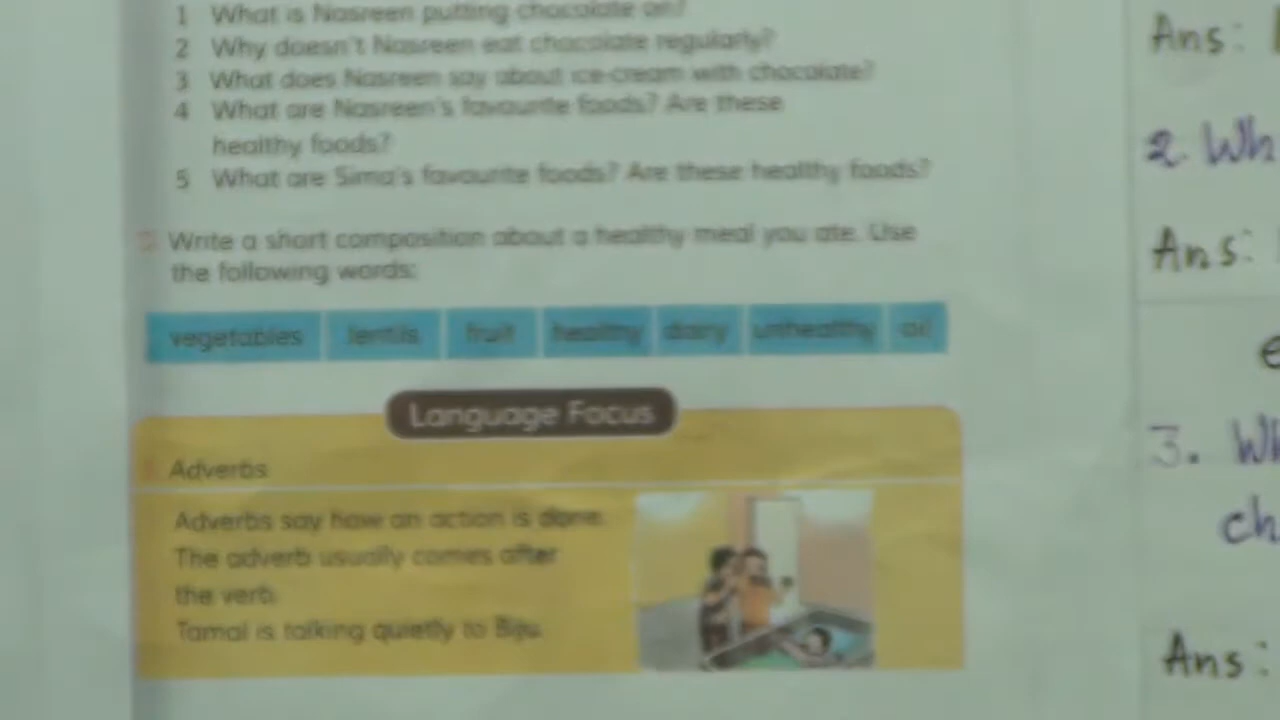 1 What is Nasreen putting chocolate on?
2 Why doesn't Nasreen eat chocolate regularly?
3 What does Nasreen say about ice-cream with chocolate?
4 What are Nasreen's favourite foods? Are these
healthy foods?
5 What are Sima's favourite foods? Are these healthy foods?
Write a short composition about a healthy meal you ate. Use
the following words:
vegetables lentils fruit healthy dairy unhealthy oil
Language Focus
Adverbs
Adverbs say how an action is done.
The adverb usually comes after
the verb.
Tamal is talking quietly to Biju.
Ans:
2. Wh
Ans:
e
3. Wh
ch
Ans: